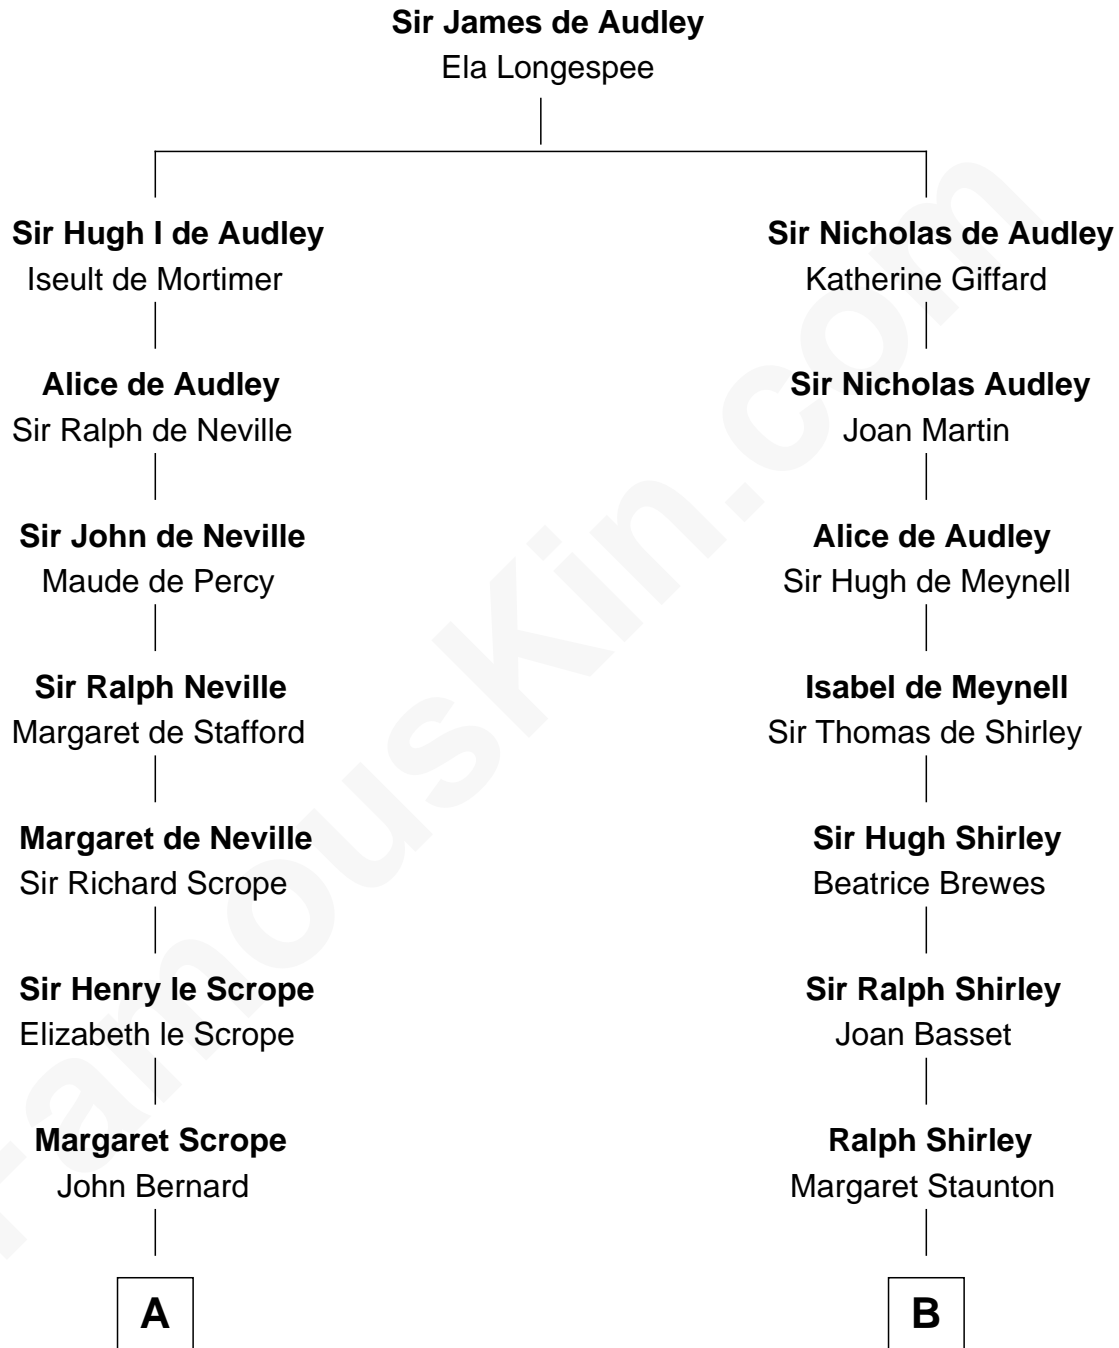 Sir James de Audley
Ela Longespee
Sir Hugh I de Audley
Iseult de Mortimer
Sir Nicholas de Audley
Katherine Giffard
Alice de Audley
Sir Ralph de Neville
Sir Nicholas Audley
Joan Martin
Sir John de Neville
Maude de Percy
Alice de Audley
Sir Hugh de Meynell
Sir Ralph Neville
Margaret de Stafford
Isabel de Meynell
Sir Thomas de Shirley
Margaret de Neville
Sir Richard Scrope
Sir Hugh Shirley
Beatrice Brewes
Sir Henry le Scrope
Elizabeth le Scrope
Sir Ralph Shirley
Joan Basset
Margaret Scrope
John Bernard
Ralph Shirley
Margaret Staunton
A
B
FamousKin.com